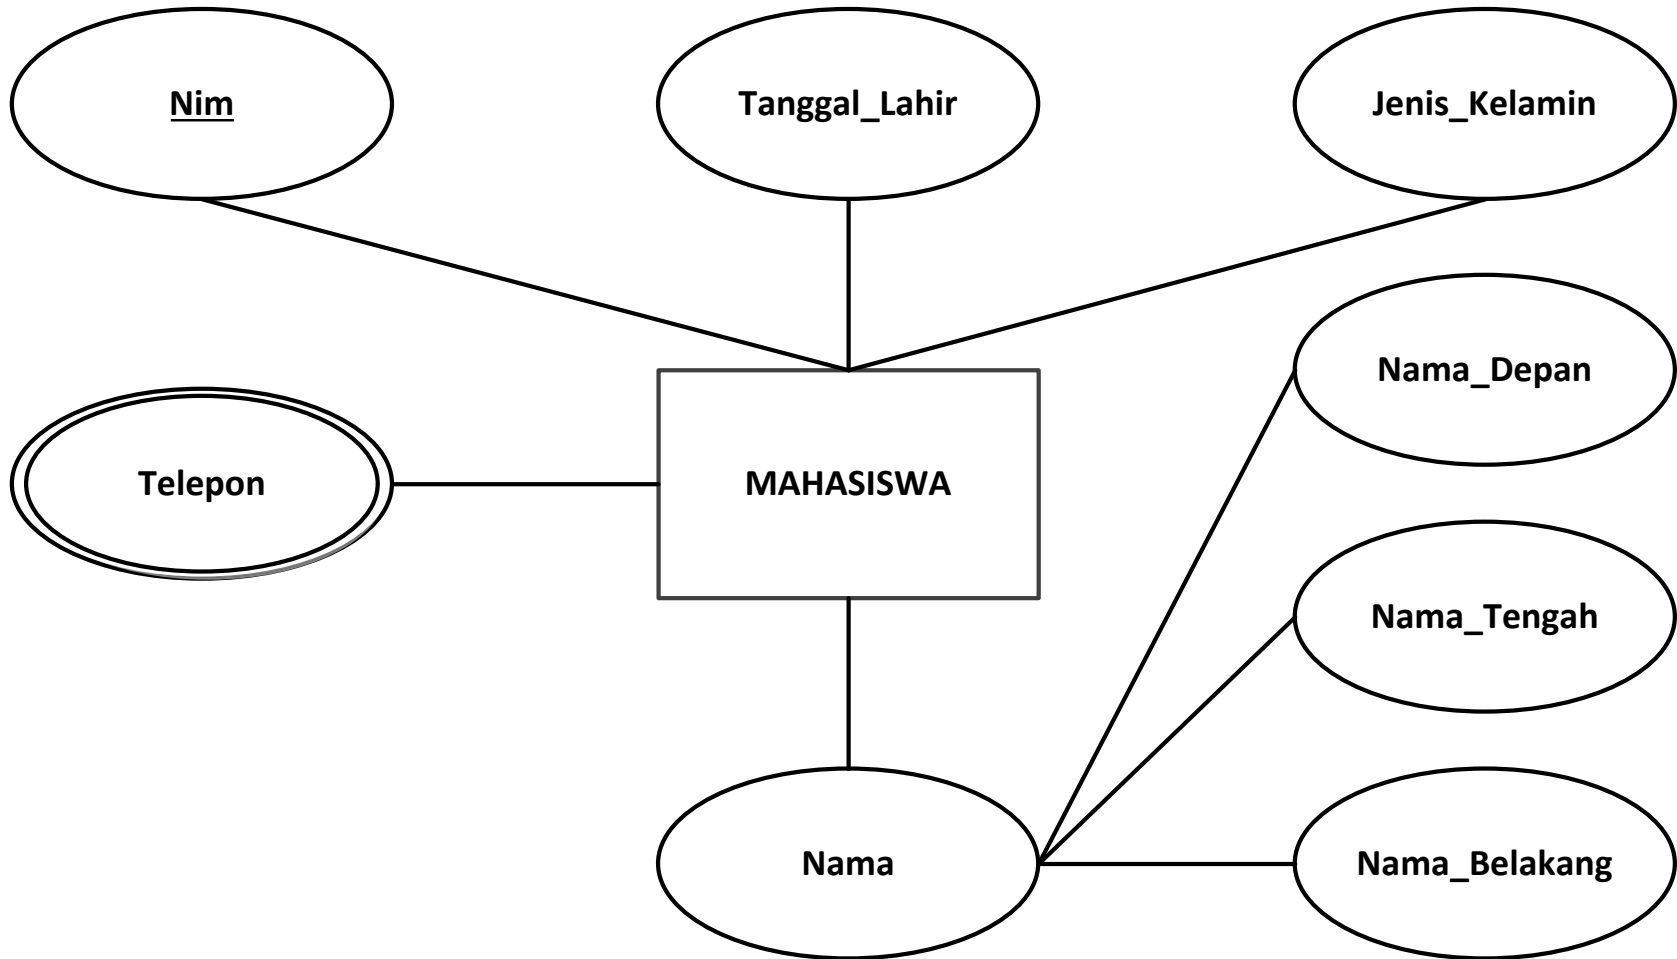 Nim
Tanggal_Lahir
Jenis_Kelamin
Nama_Depan
Telepon
MAHASISWA
Nama_Tengah
Nama
Nama_Belakang